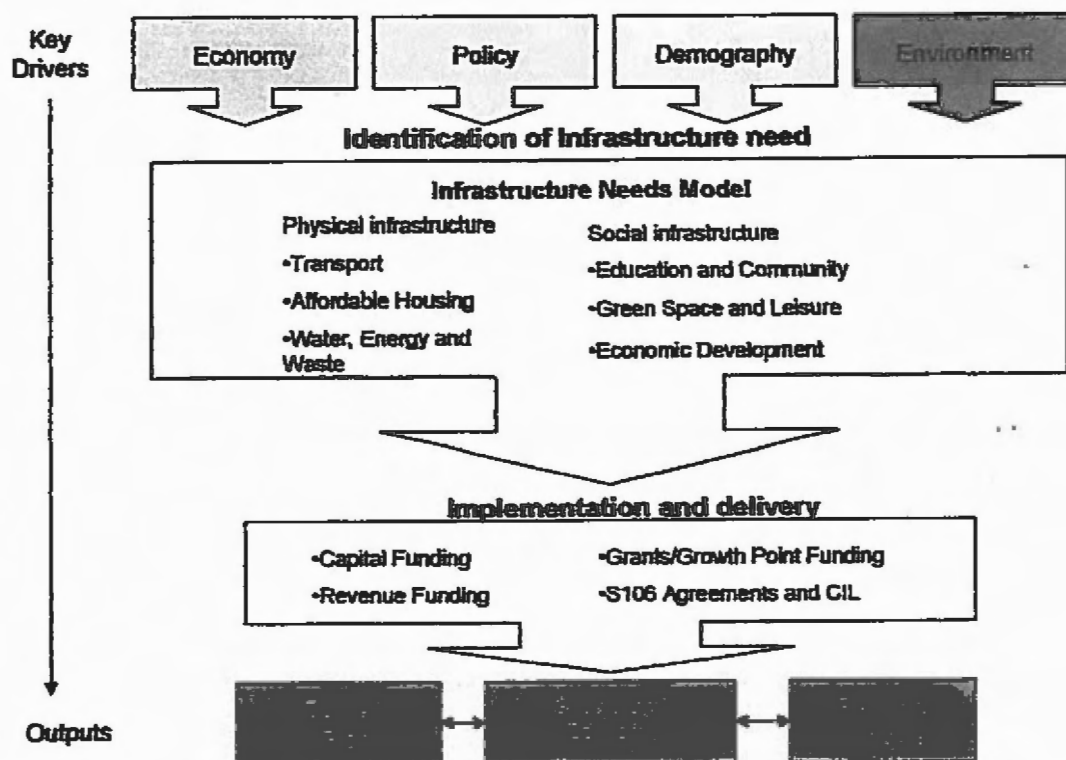 Key
Drivers
Economy
Policy
Demography
Environment
Identification of Infrastructure need
Infrastructure Needs Model
Physical infrastructure
•Transport
•Affordable Housing
•Water, Energy and
Waste
Social infrastructure
•Education and Community
•Green Space and Leisure
•Economic Development
Implementation and delivery
•Capital Funding
•Revenue Funding
•Grants/Growth Point Funding
•S106 Agreements and CIL
Outputs